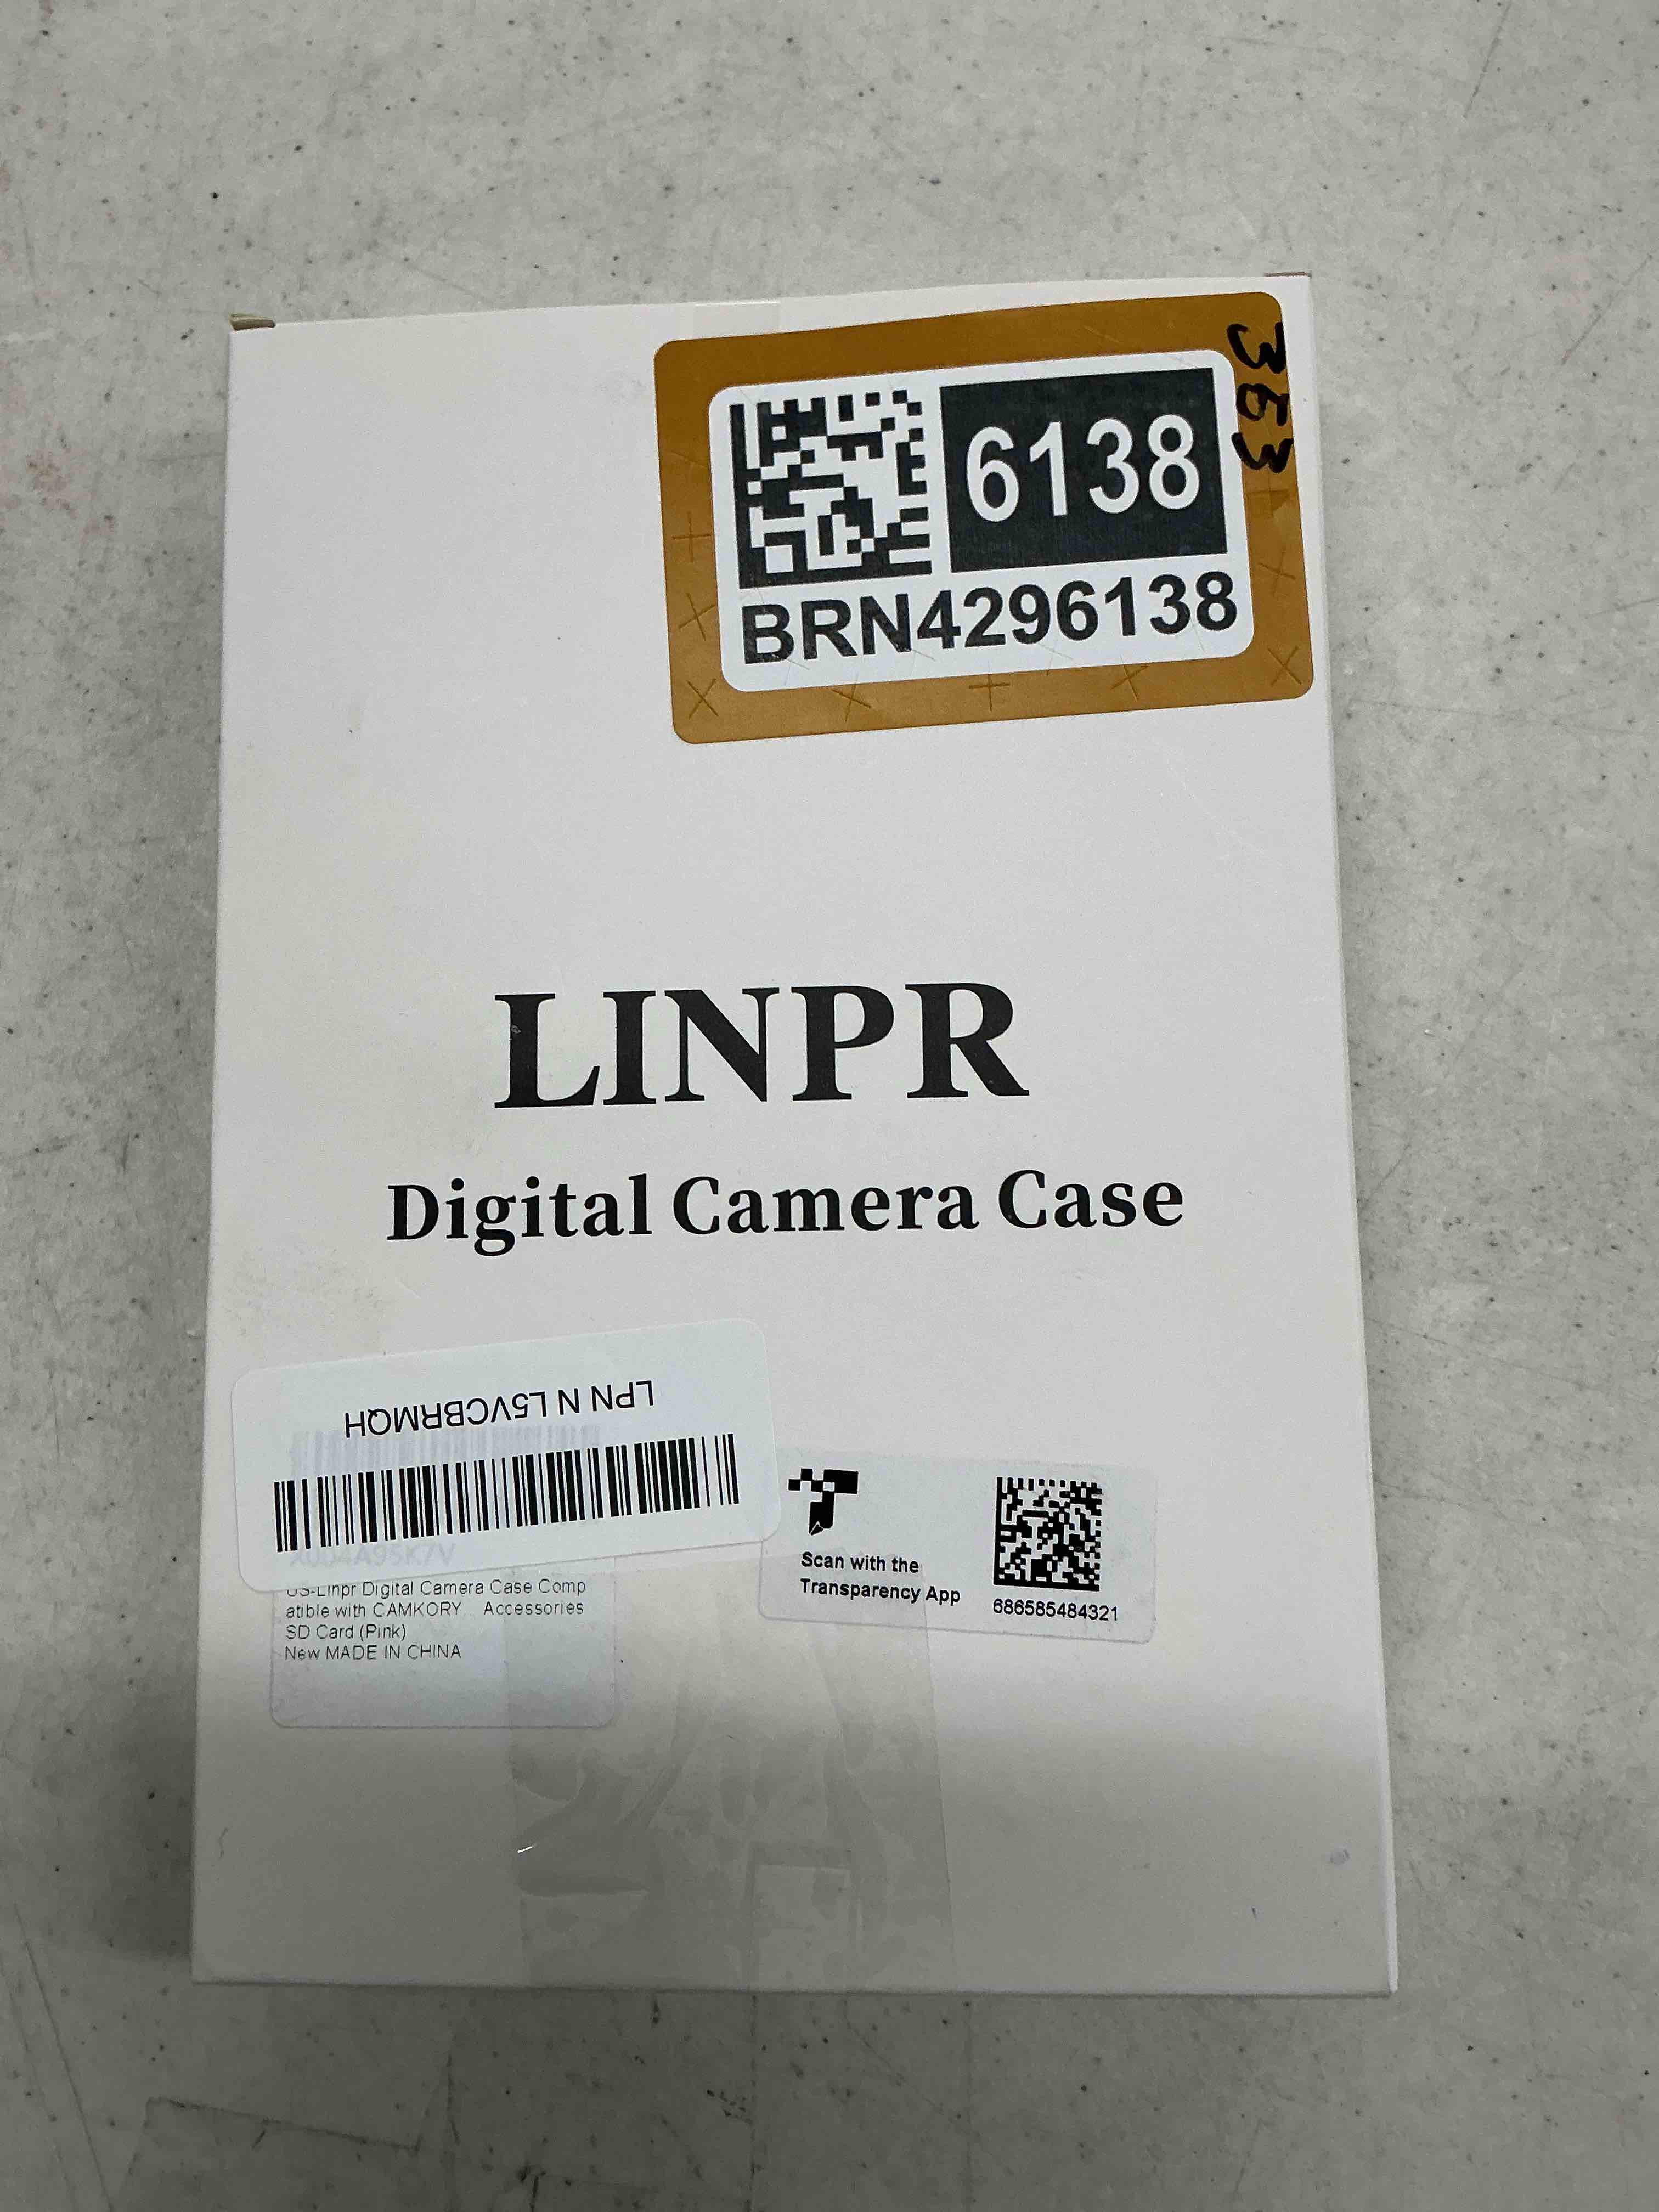 363
6138
BRN4296138
LINPR
Digital Camera Case
LPN N L5VCBRMQH
X004A95K7V
US-Linpr Digital Camera Case Comp
atible with CAMKORY Accessories
SD Card (Pink)
New MADE IN CHINA
Scan with the
Transparency App
686585484321